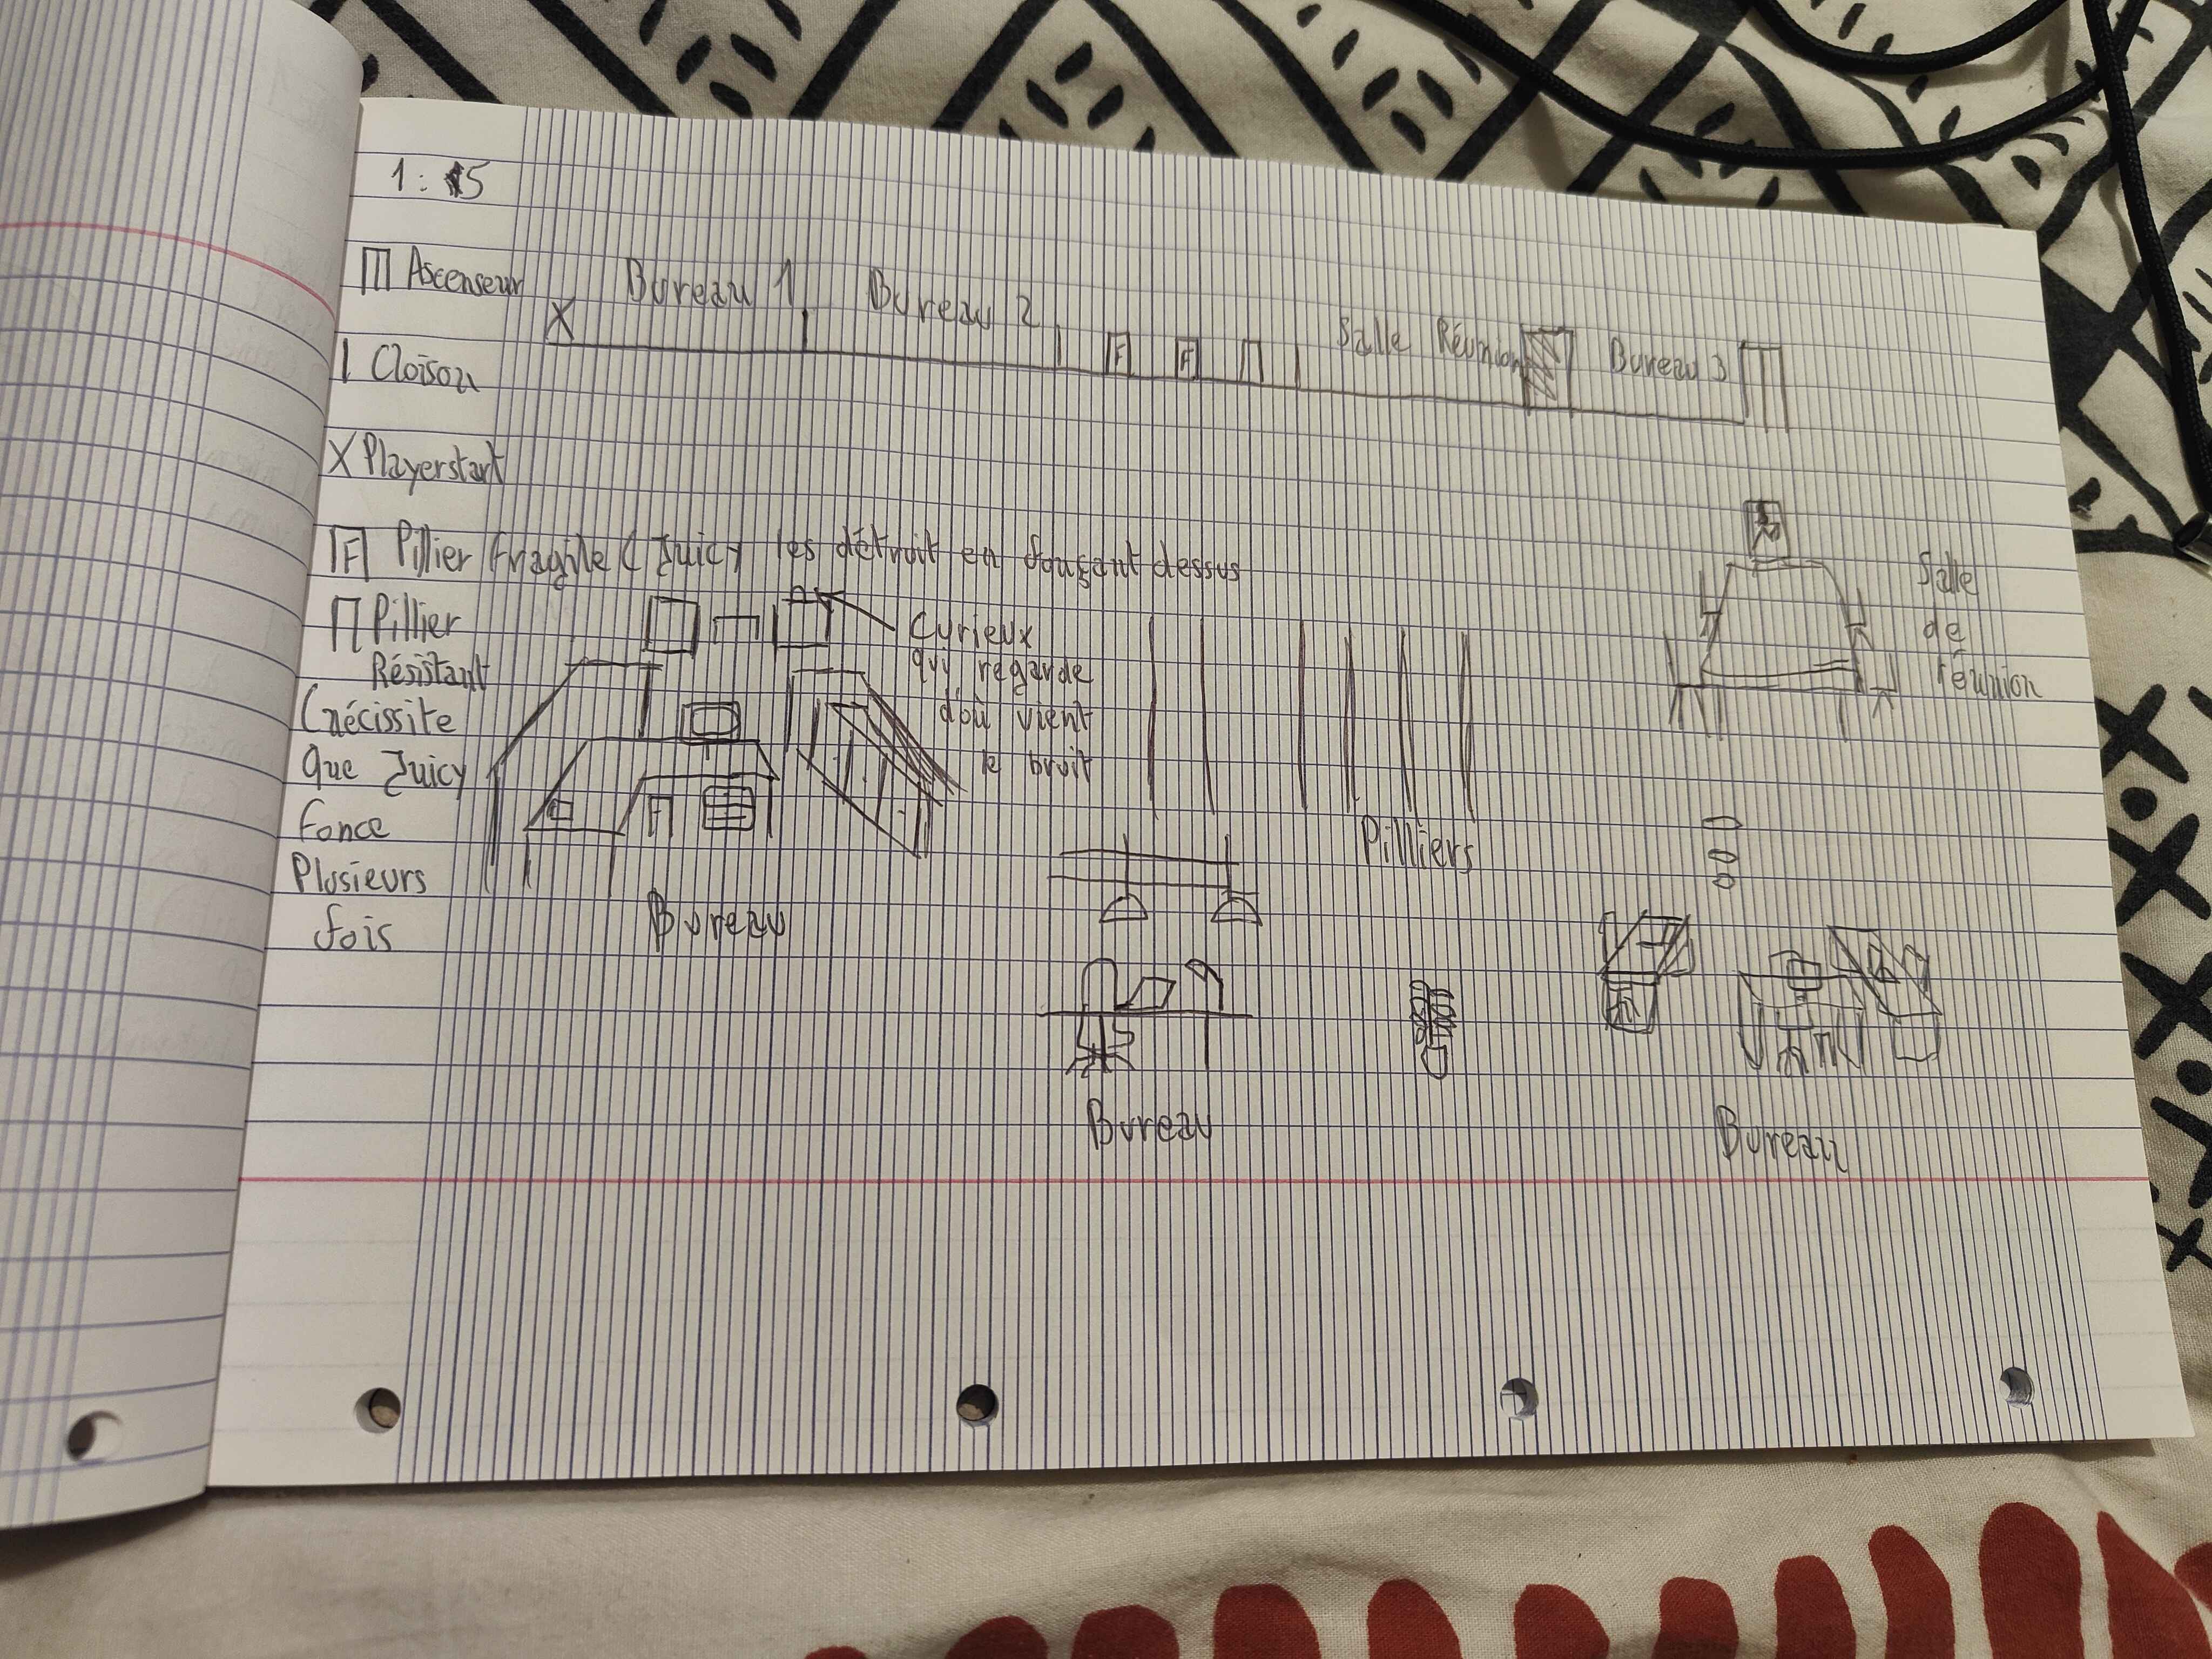 1 : 15
Ascenseur
Bureau 1
Bureau 2
F
F
Salle Réunion
Bureau 3
Cloison
X
X Playerstart
F Pillier fragile ( Juicy les détroit en fonçant dessus
Pillier
Résistant
(nécissite
que Juicy
fonce
Plusieurs
fois
Curieux
qui regarde
d'où vient
le bruit
Bureau
Pilliers
Salle
de
réunion
Bureau
Bureau